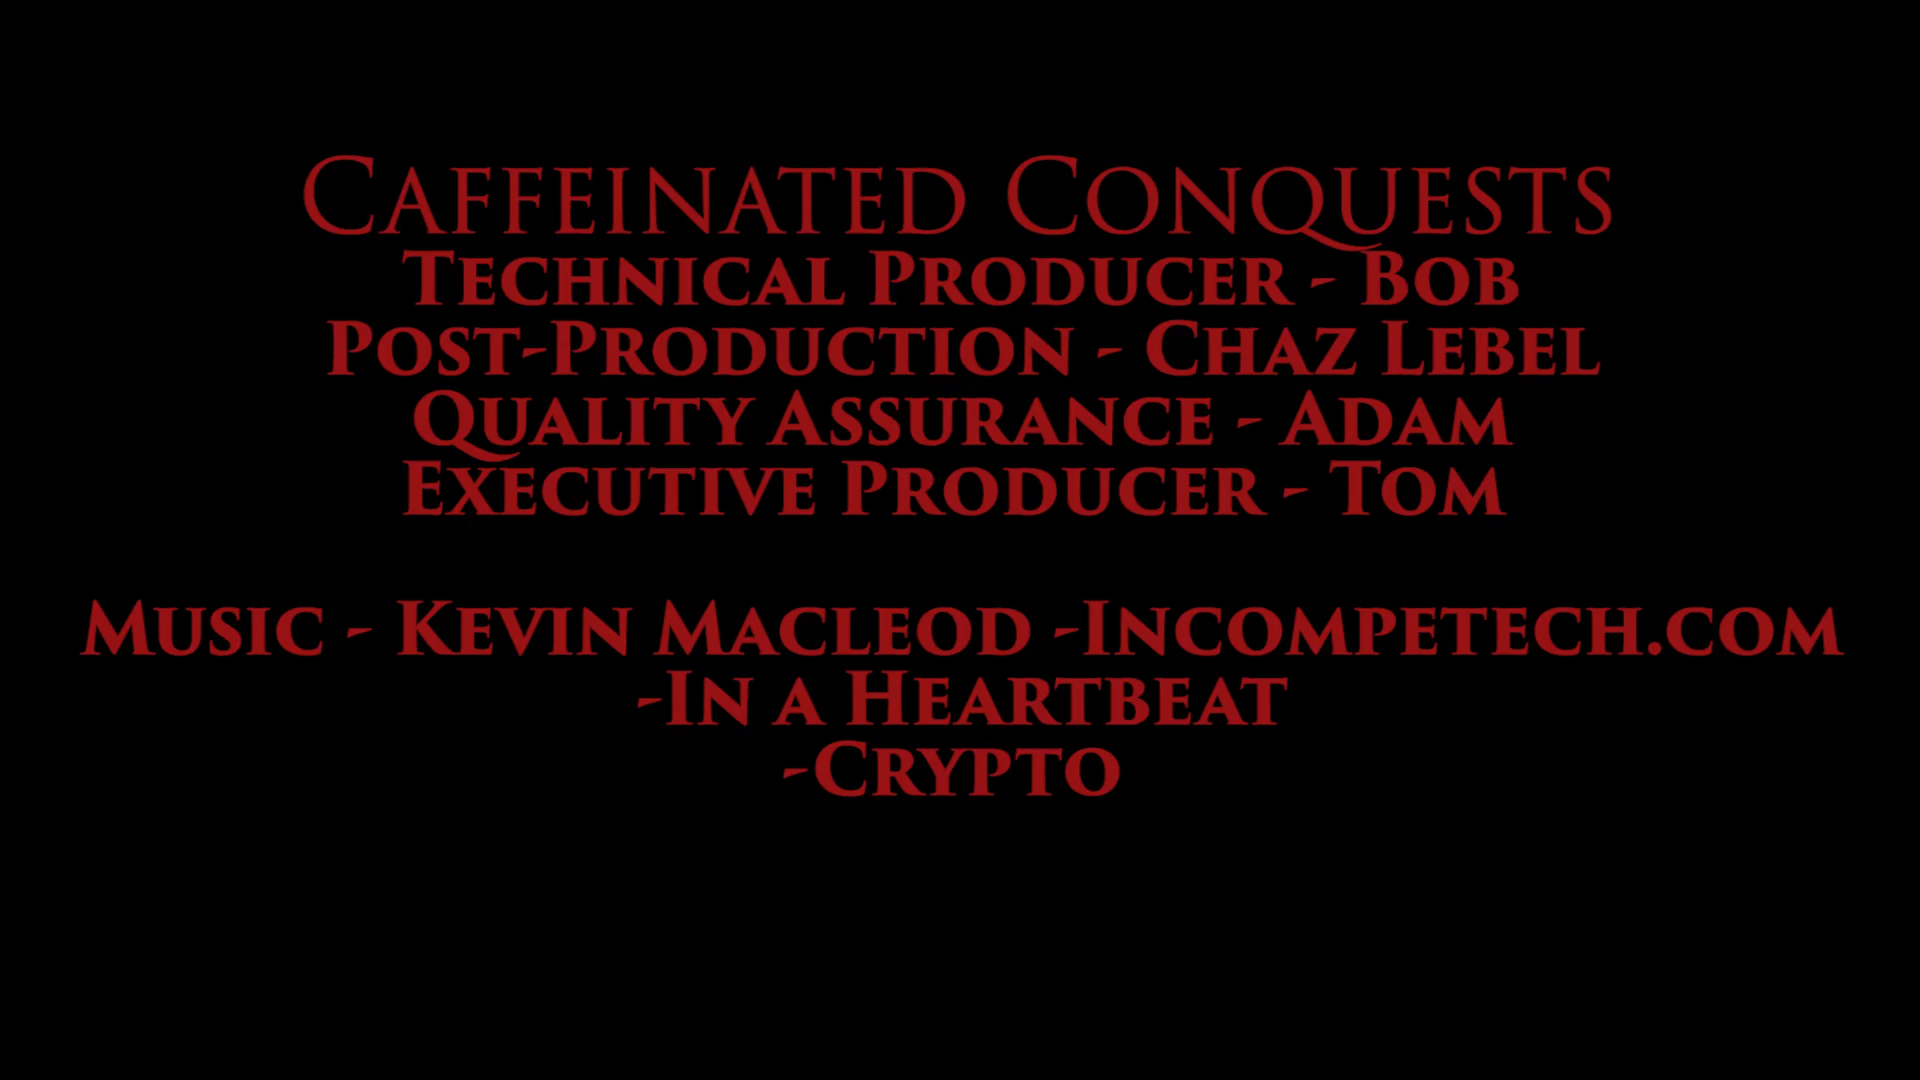 Caffeinated Conquests
Technical Producer - Bob
Post-Production - Chaz Lebel
Quality Assurance - Adam
Executive Producer - Tom
Music - Kevin Macleod -Incompetech.com
-In a Heartbeat
-Crypto